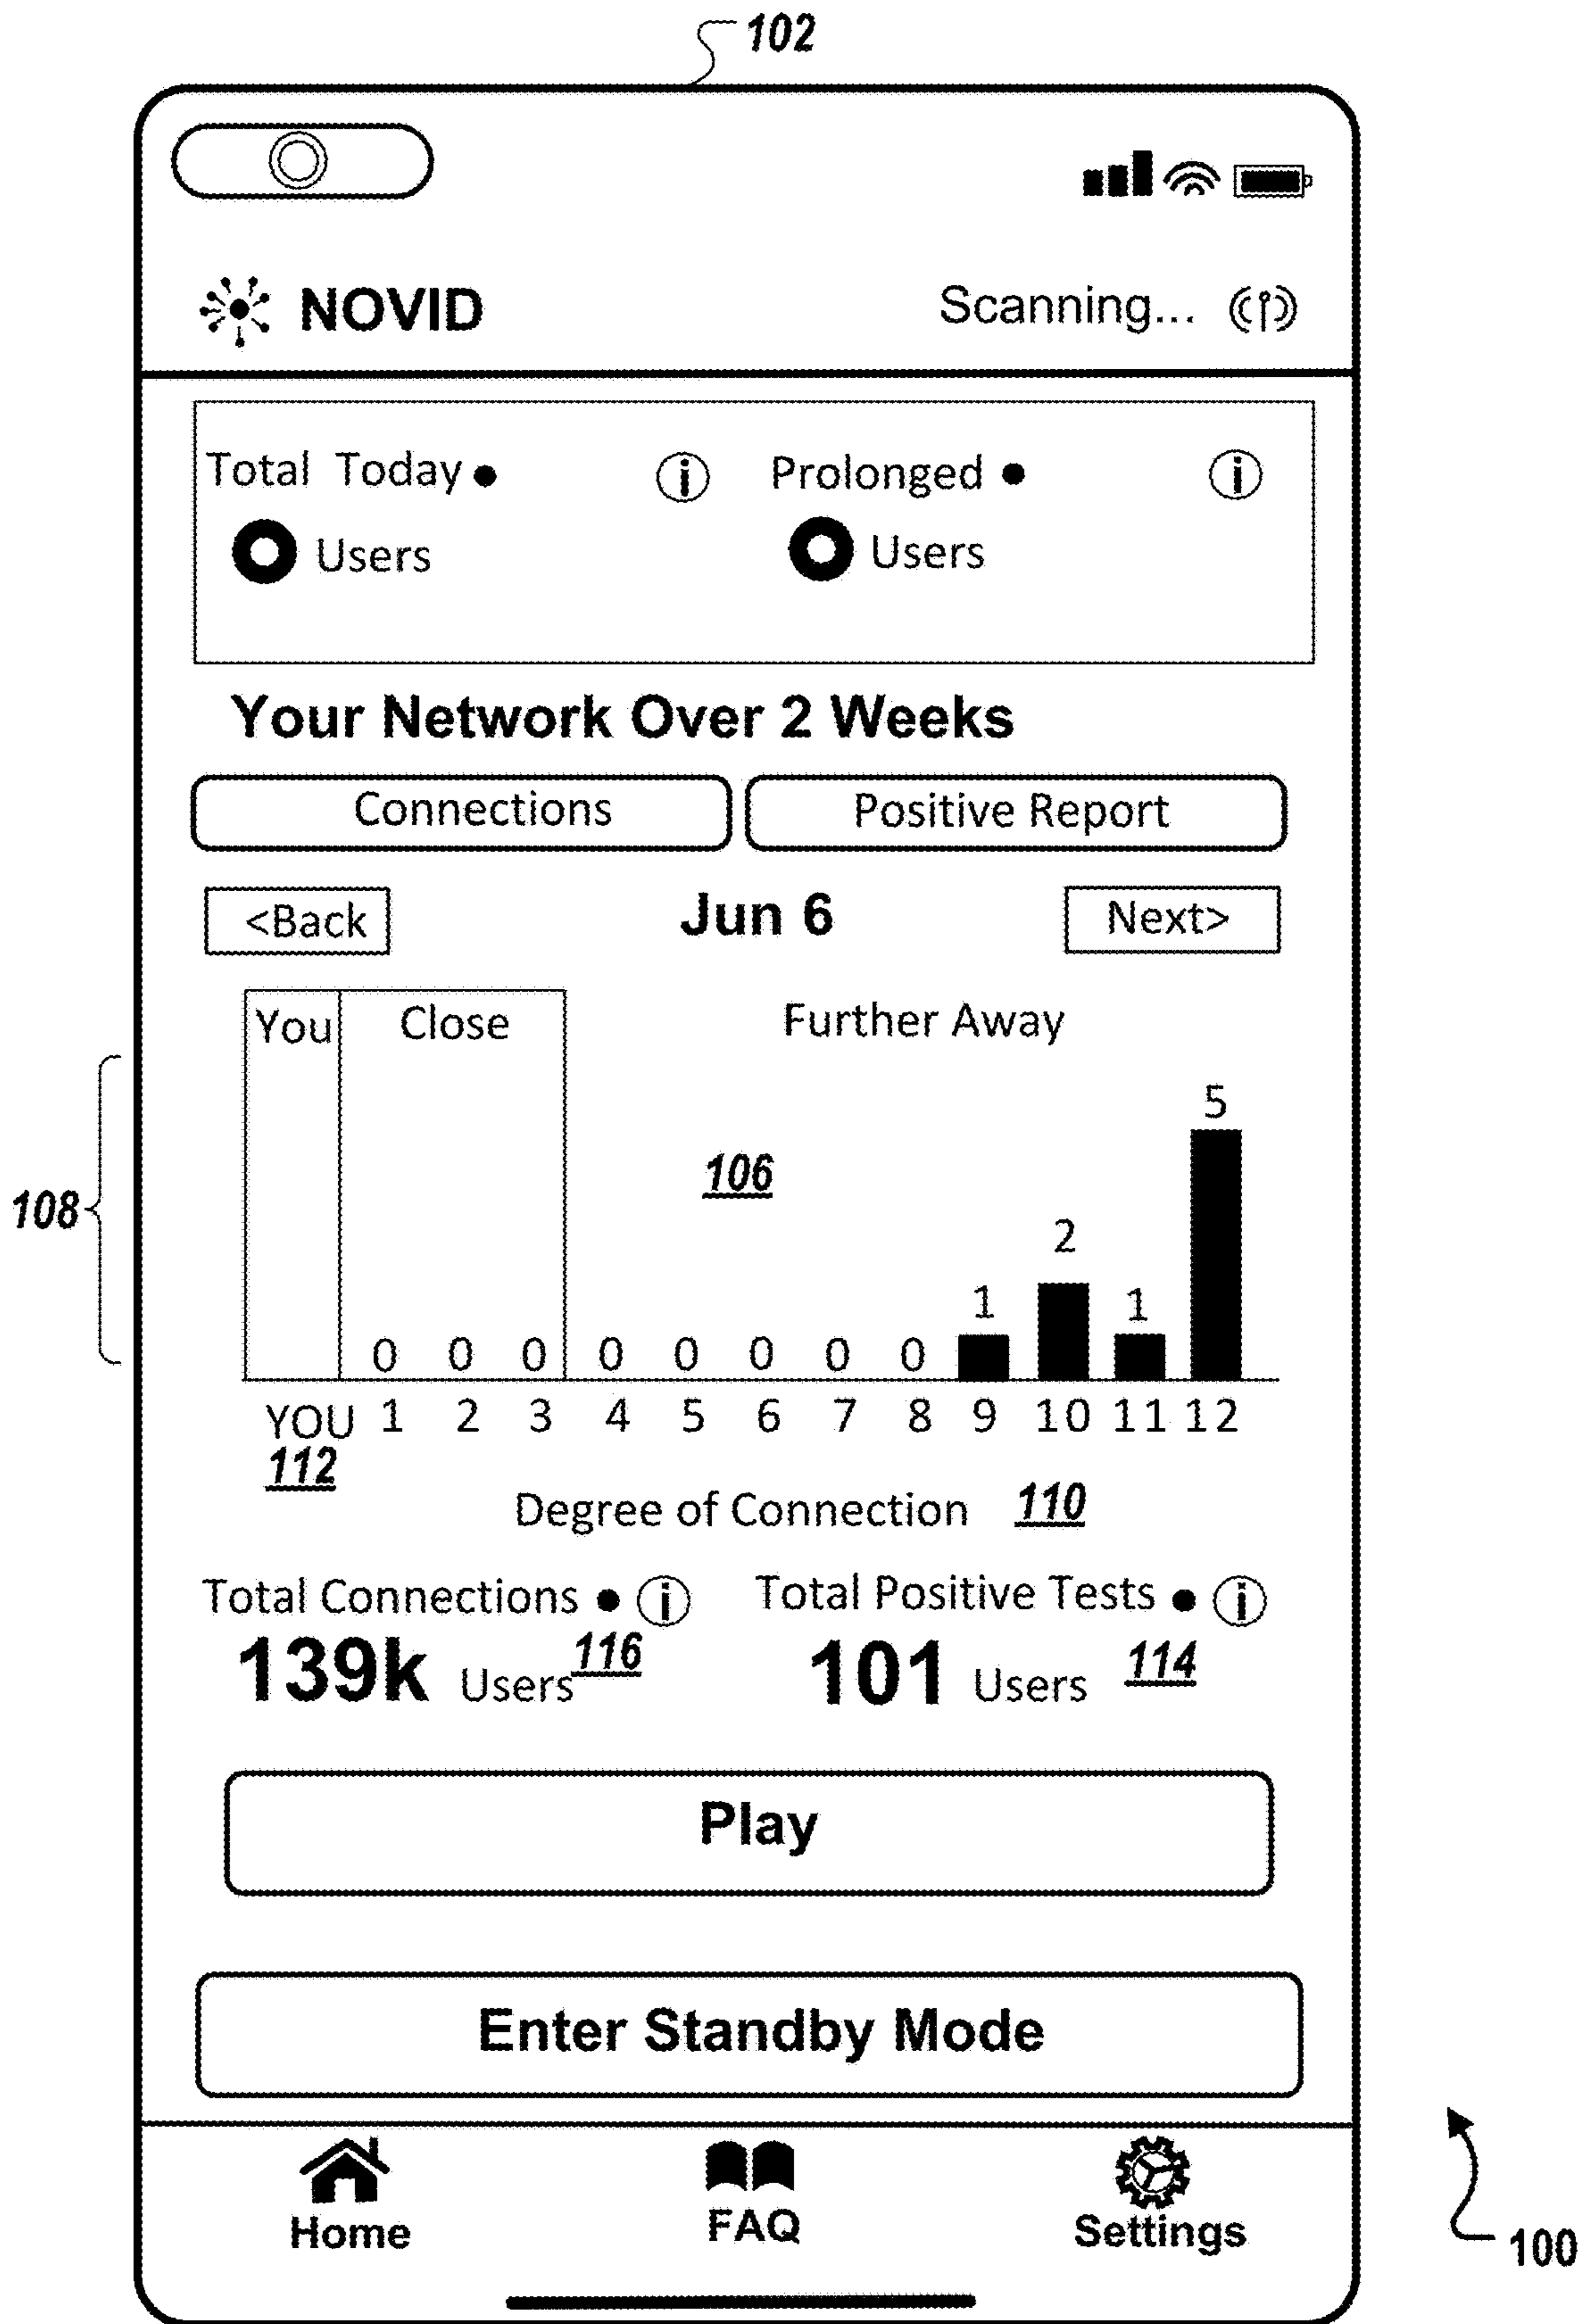 102
NOVID Scanning...
Total Today • Prolonged •
Users Users
Your Network Over 2 Weeks
Connections Positive Report
<Back Jun 6 Next>
You Close Further Away
5
106
108
2
1 1
0 0 0 0 0 0 0 0
YOU 1 2 3 4 5 6 7 8 9 10 11 12
112
Degree of Connection 110
Total Connections • i Total Positive Tests • i
139k Users 116 101 Users 114
Play
Enter Standby Mode
Home FAQ Settings
100